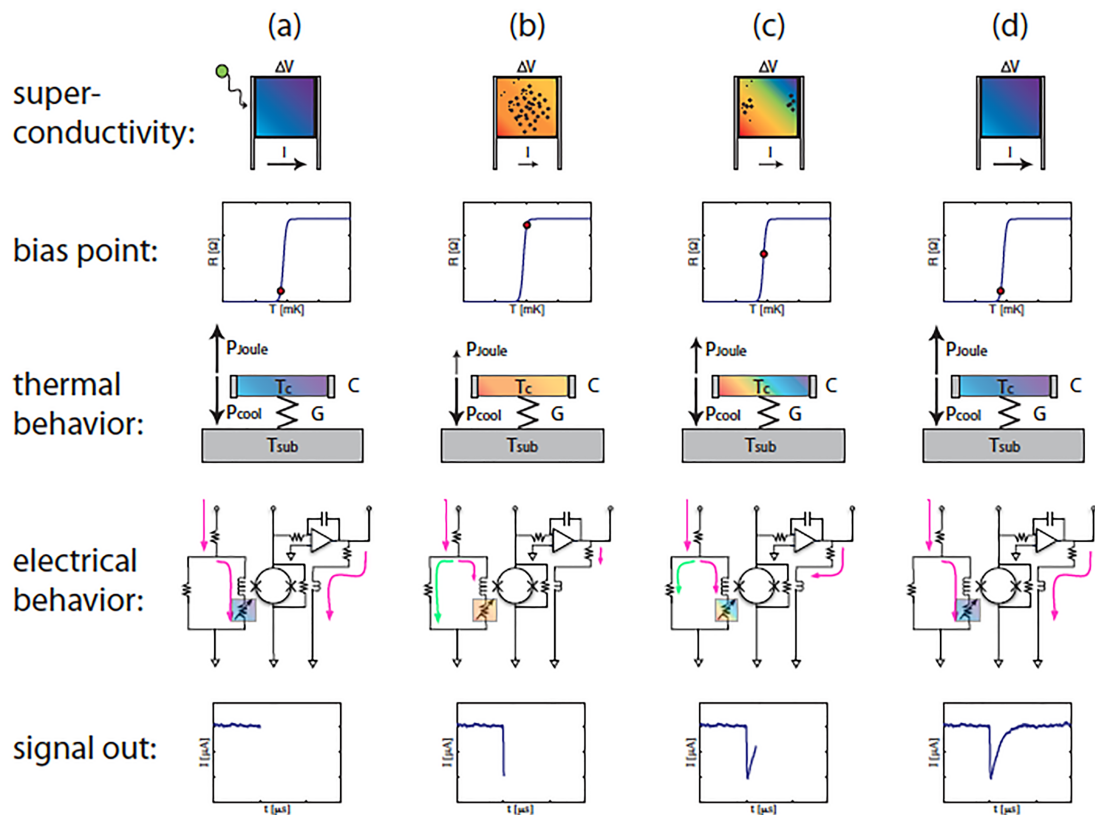 (a) (b) (c) (d)
super-
conductivity:
ΔV ΔV ΔV ΔV
I I I I
bias point:
R [Ω] R [Ω] R [Ω] R [Ω]
T [mK] T [mK] T [mK] T [mK]
thermal
behavior:
PJoule PJoule PJoule PJoule
Tc C Tc C Tc C Tc C
Pcool G Pcool G Pcool G Pcool G
Tsub Tsub Tsub Tsub
electrical
behavior:
signal out:
I [μA] I [μA] I [μA] I [μA]
t [μs] t [μs] t [μs] t [μs]